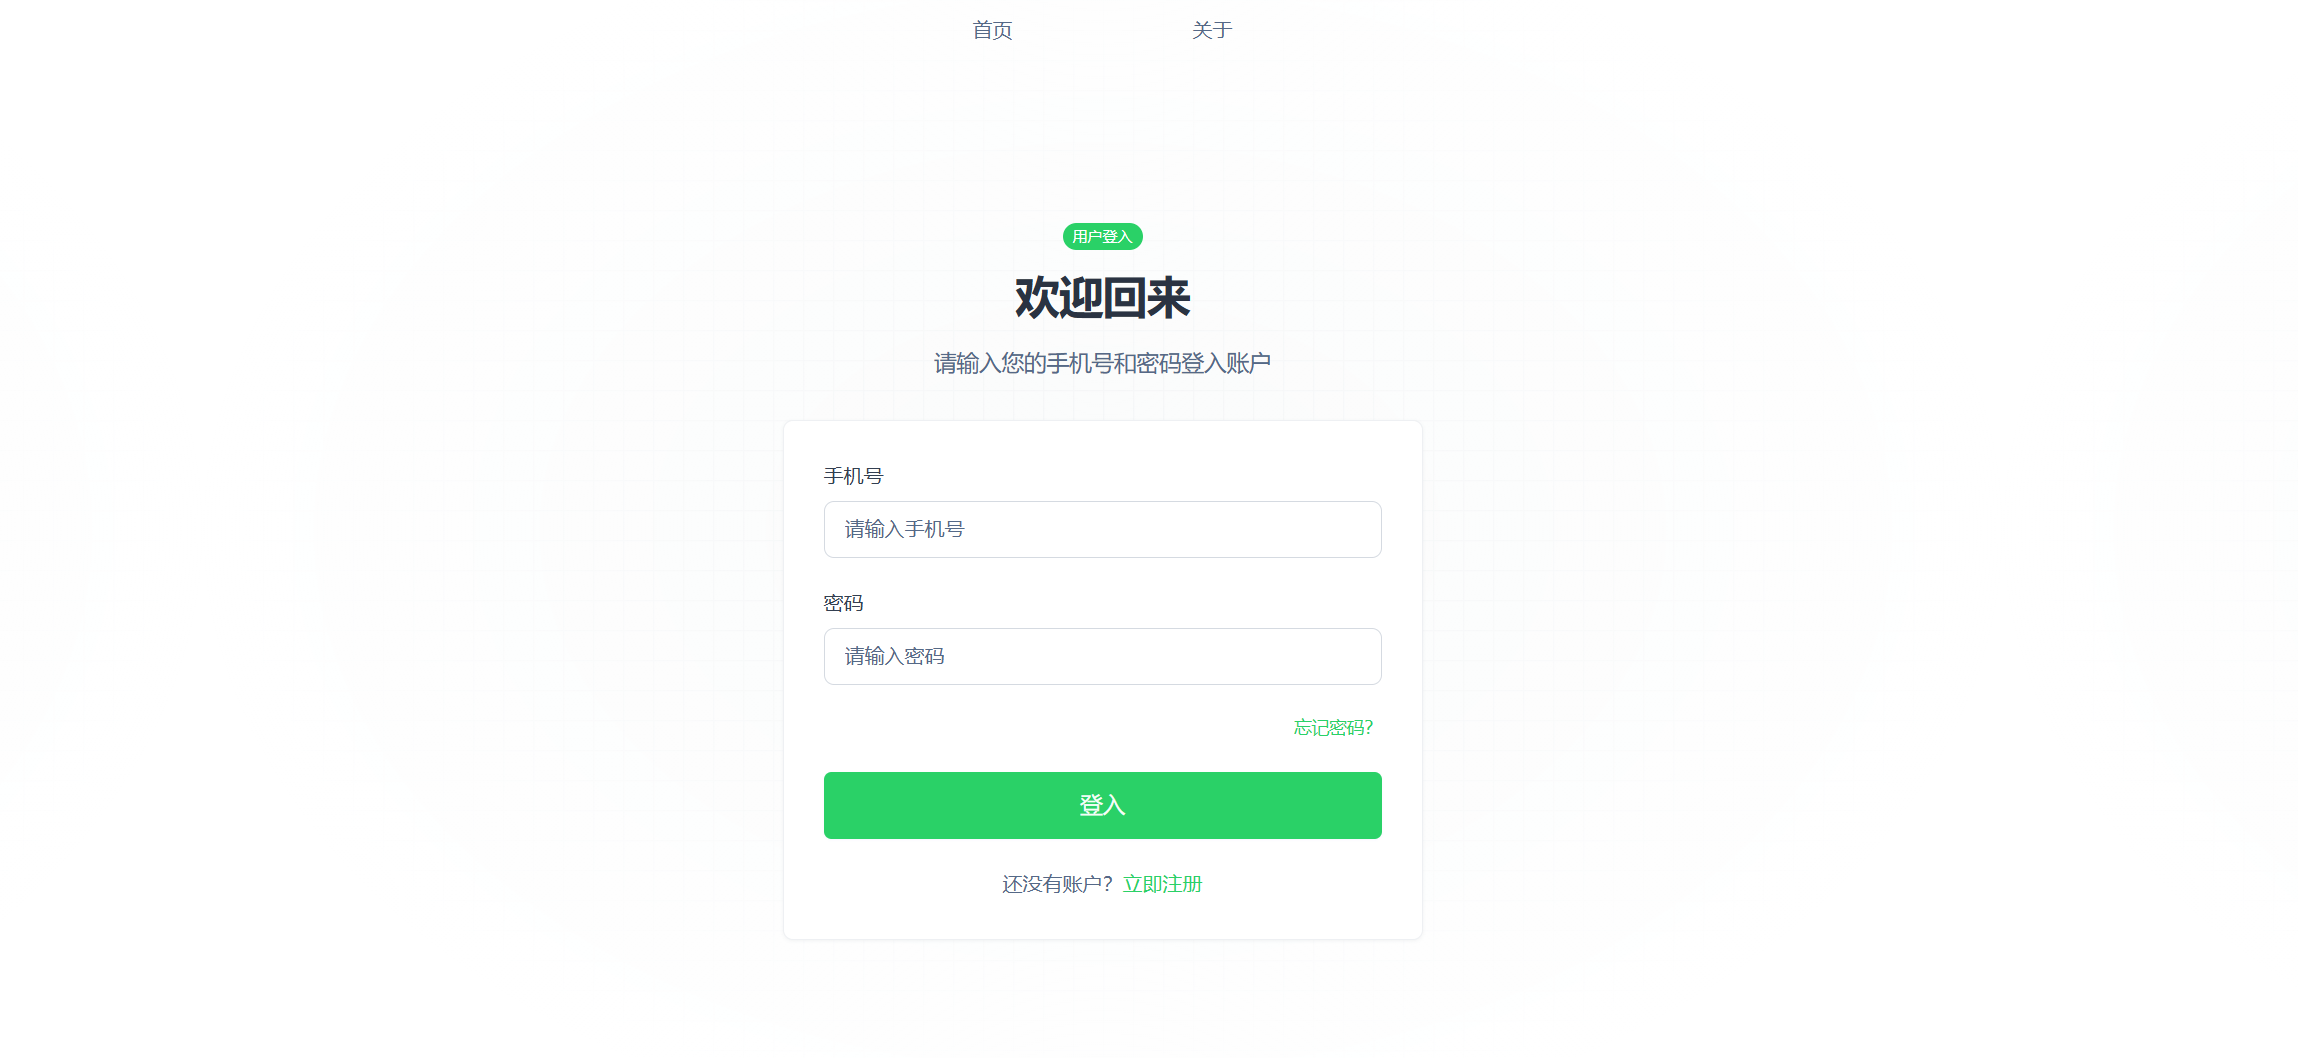 首页 关于
用户登入
欢迎回来
请输入您的手机号和密码登入账户
手机号
请输入手机号
密码
请输入密码
忘记密码?
登入
还没有账户? 立即注册